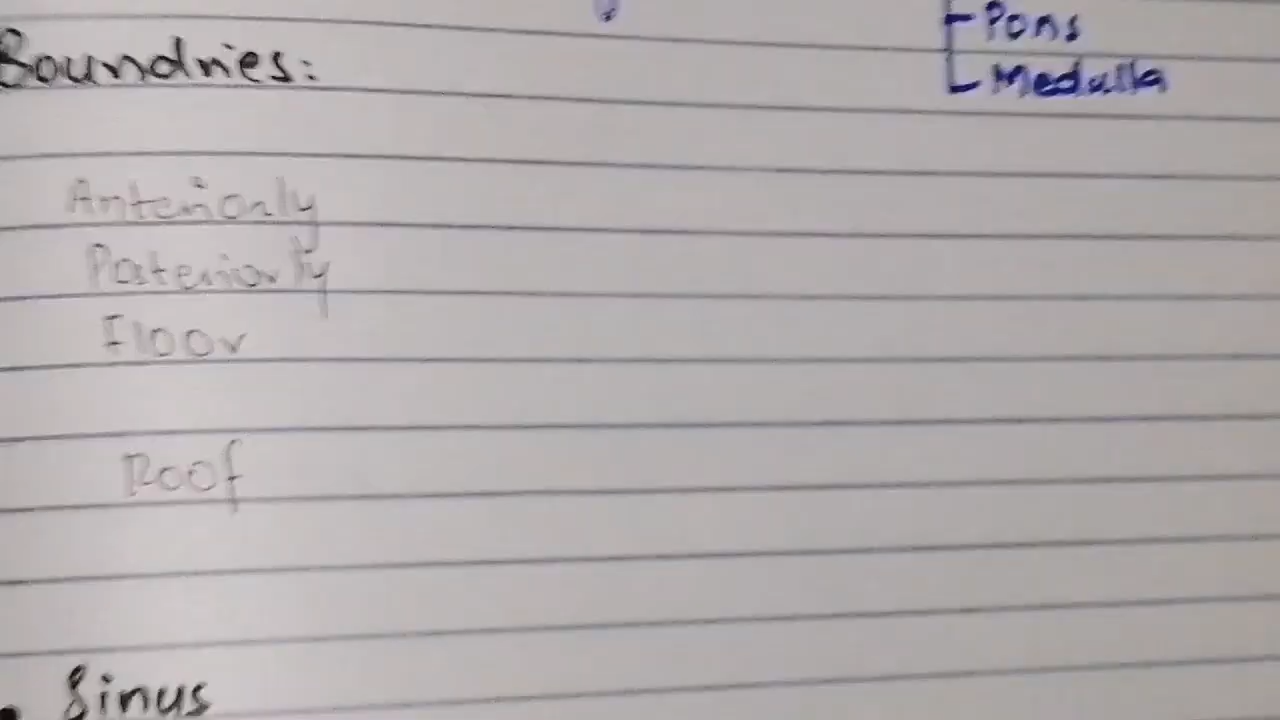 Pons
Boundries:
Medulla
Anteriorly
Posteriorly
Floor
Roof
• Sinus